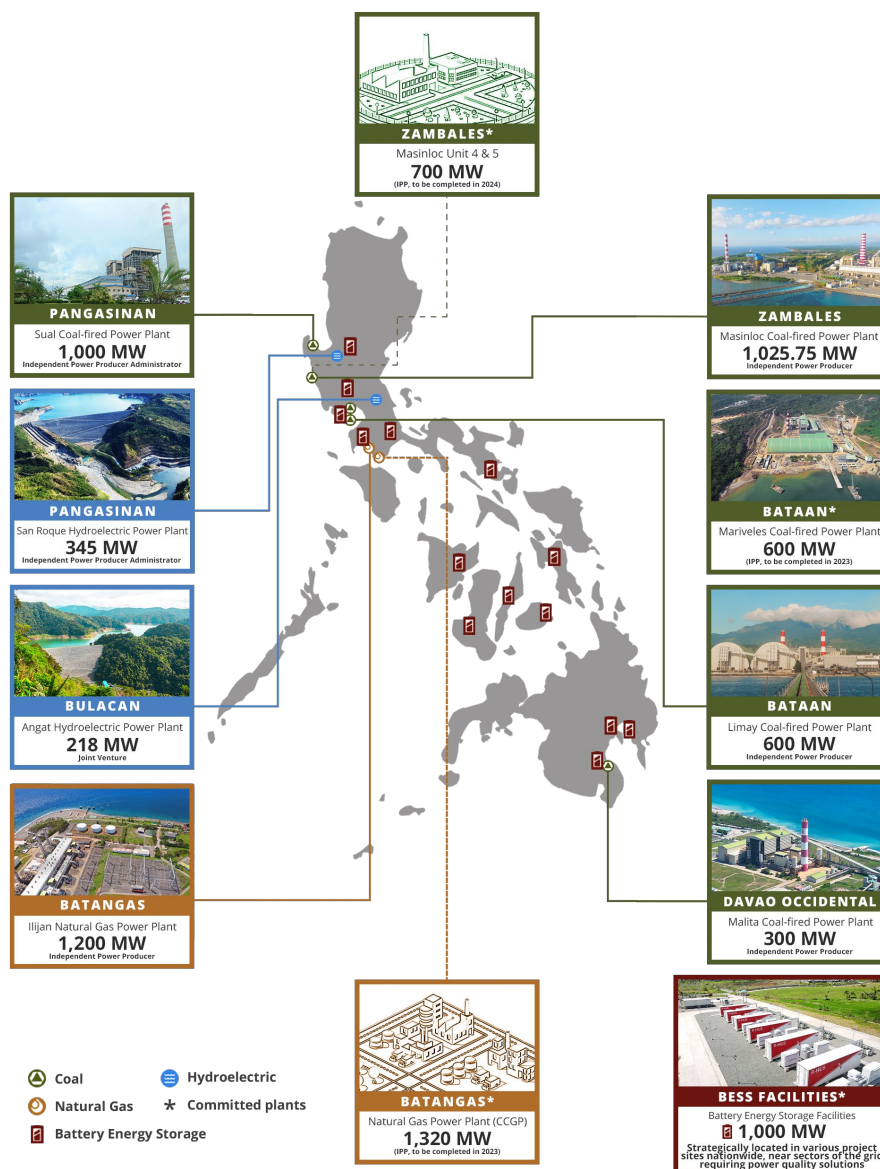 ZAMBALES*
Masinloc Unit 4 & 5
700 MW
(IPP, to be completed in 2024)
PANGASINAN
Sual Coal-fired Power Plant
1,000 MW
Independent Power Producer Administrator
ZAMBALES
Masinloc Coal-fired Power Plant
1,025.75 MW
Independent Power Producer
PANGASINAN
San Roque Hydroelectric Power Plant
345 MW
Independent Power Producer Administrator
BATAAN*
Mariveles Coal-fired Power Plant
600 MW
(IPP, to be completed in 2023)
BULACAN
Angat Hydroelectric Power Plant
218 MW
Joint Venture
BATAAN
Limay Coal-fired Power Plant
600 MW
Independent Power Producer
BATANGAS
Ilijan Natural Gas Power Plant
1,200 MW
Independent Power Producer
DAVAO OCCIDENTAL
Malita Coal-fired Power Plant
300 MW
Independent Power Producer
BATANGAS*
Natural Gas Power Plant (CCGP)
1,320 MW
(IPP, to be completed in 2023)
BESS FACILITIES*
Battery Energy Storage Facilities
1,000 MW
Strategically located in various project
sites nationwide, near sectors of the grid
requiring power quality solutions
Coal
Hydroelectric
Natural Gas
* Committed plants
Battery Energy Storage